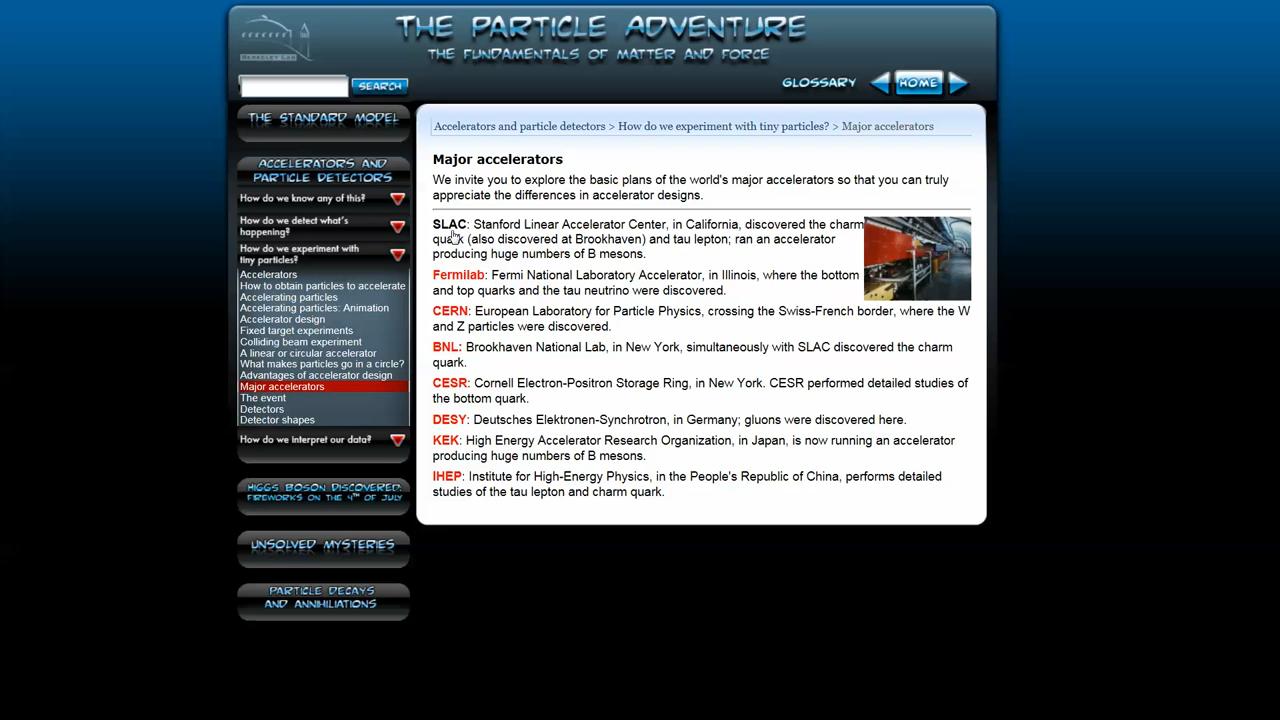 THE PARTICLE ADVENTURE
THE FUNDAMENTALS OF MATTER AND FORCE
BERKELEY LAB
SEARCH
GLOSSARY
HOME
THE STANDARD MODEL
ACCELERATORS AND
PARTICLE DETECTORS
How do we know any of this?
How do we detect what's
happening?
How do we experiment with
tiny particles?
Accelerators
How to obtain particles to accelerate
Accelerating particles
Accelerating particles: Animation
Accelerator design
Fixed target experiments
Colliding beam experiment
A linear or circular accelerator
What makes particles go in a circle?
Advantages of accelerator design
Major accelerators
The event
Detectors
Detector shapes
How do we interpret our data?
HIGGS BOSON DISCOVERED:
FIREWORKS ON THE 4TH OF JULY
UNSOLVED MYSTERIES
PARTICLE DECAYS
AND ANNIHILATIONS
Accelerators and particle detectors > How do we experiment with tiny particles? > Major accelerators
Major accelerators
We invite you to explore the basic plans of the world's major accelerators so that you can truly
appreciate the differences in accelerator designs.
SLAC: Stanford Linear Accelerator Center, in California, discovered the charm
quark (also discovered at Brookhaven) and tau lepton; ran an accelerator
producing huge numbers of B mesons.
Fermilab: Fermi National Laboratory Accelerator, in Illinois, where the bottom
and top quarks and the tau neutrino were discovered.
CERN: European Laboratory for Particle Physics, crossing the Swiss-French border, where the W
and Z particles were discovered.
BNL: Brookhaven National Lab, in New York, simultaneously with SLAC discovered the charm
quark.
CESR: Cornell Electron-Positron Storage Ring, in New York. CESR performed detailed studies of
the bottom quark.
DESY: Deutsches Elektronen-Synchrotron, in Germany; gluons were discovered here.
KEK: High Energy Accelerator Research Organization, in Japan, is now running an accelerator
producing huge numbers of B mesons.
IHEP: Institute for High-Energy Physics, in the People's Republic of China, performs detailed
studies of the tau lepton and charm quark.